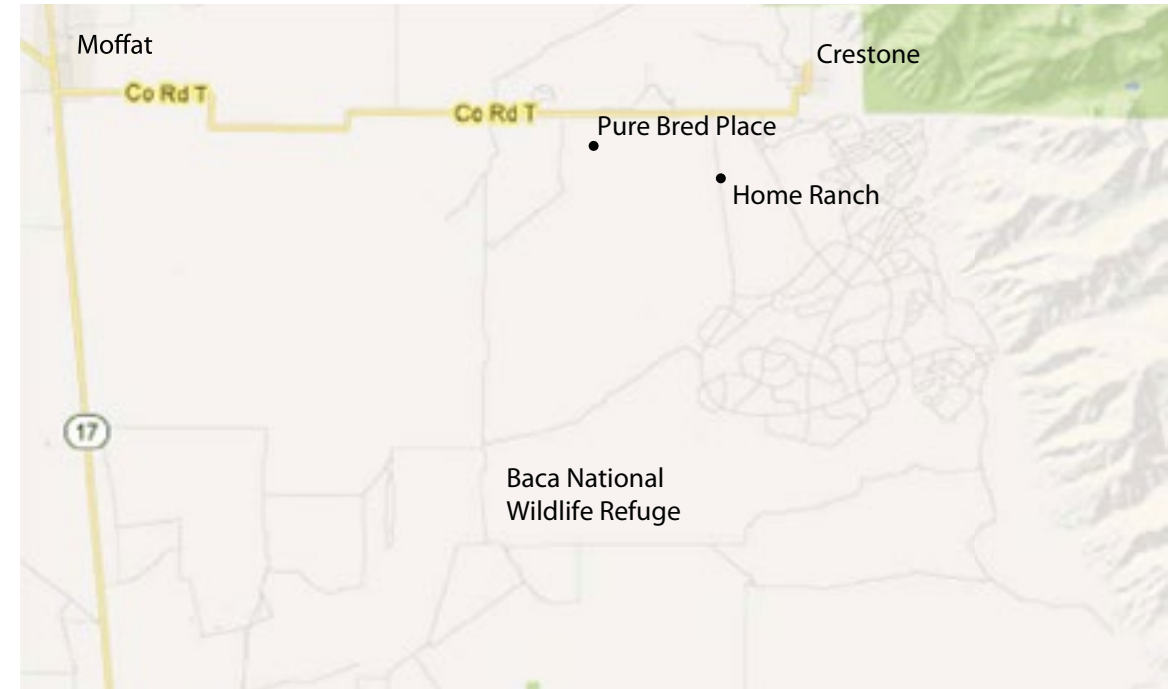 Moffat
Crestone
Co Rd T
Co Rd T
Pure Bred Place
Home Ranch
17
Baca National
Wildlife Refuge